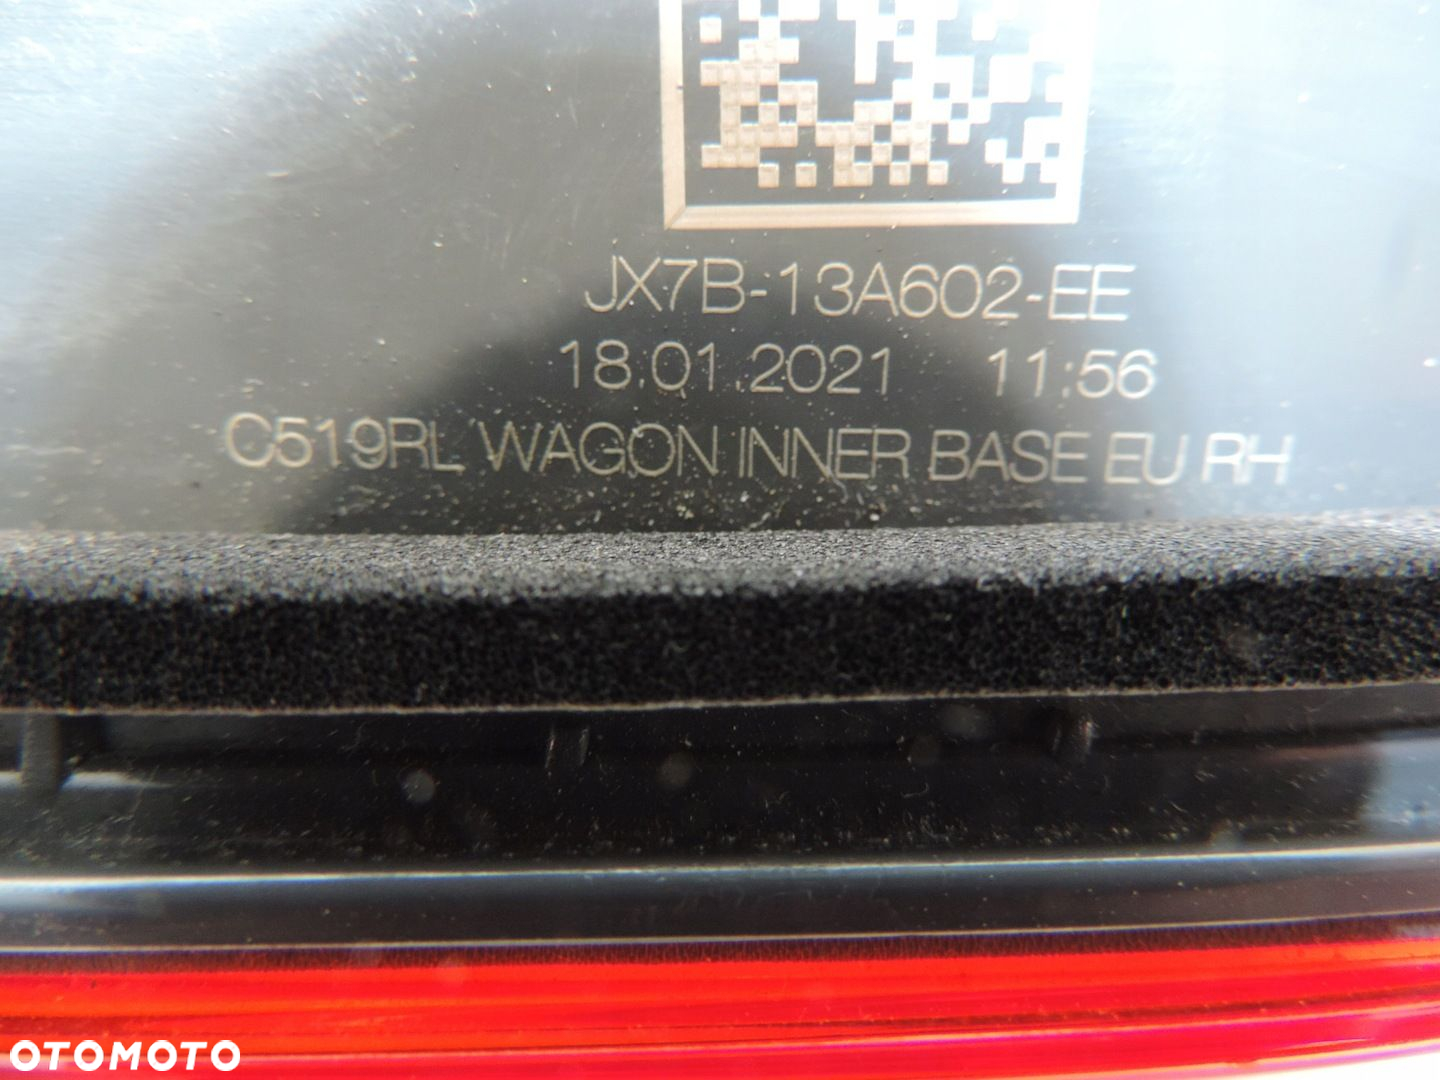 JX7B-13A602-EE
18.01.2021 11:56
C519RL WAGON INNER BASE EU RH
OTOMOTO